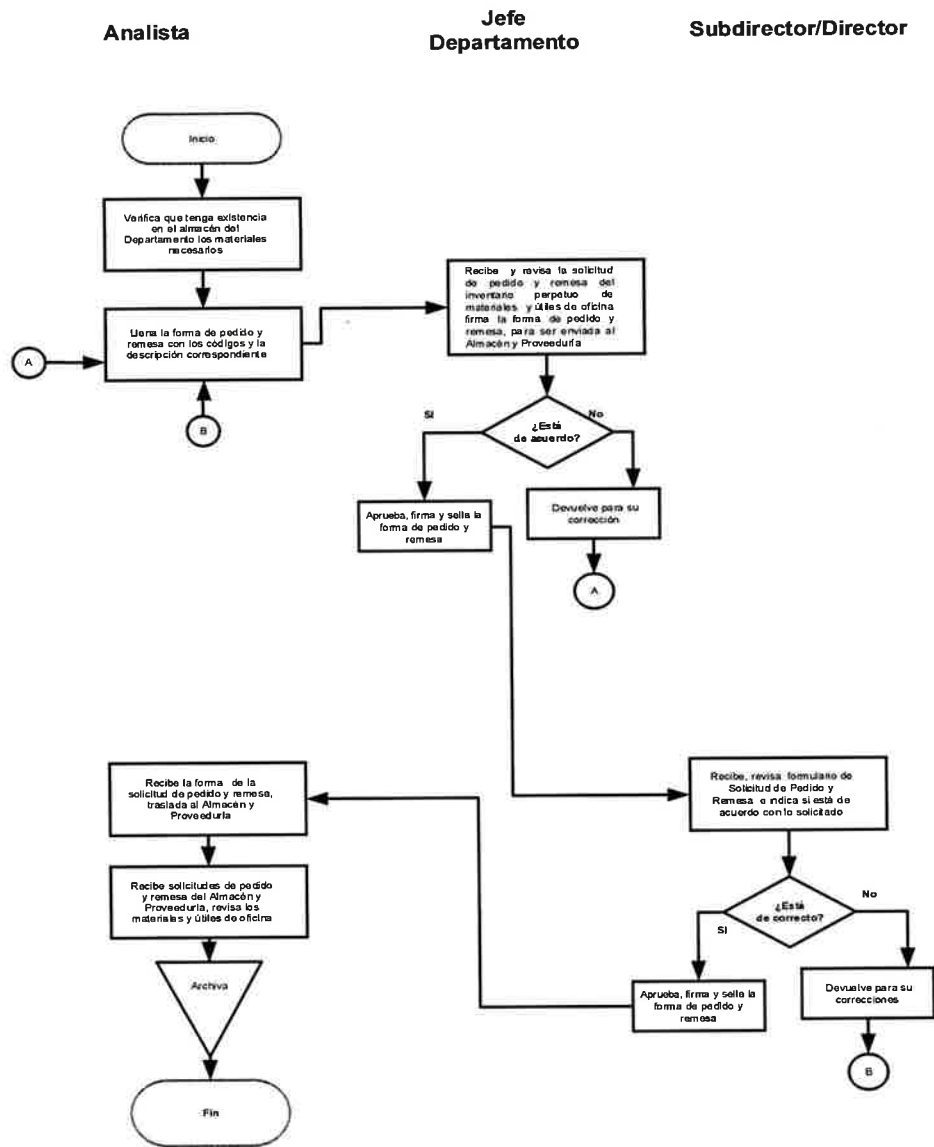 Analista
Jefe
Departamento
Subdirector/Director
Inicio
Verifica que tenga existencia
en el almacén del
Departamento los materiales
necesarios
Llena la forma de pedido y
remesa con los códigos y la
descripción correspondiente
A
B
Recibe y revisa la solicitud
de pedido y remesa del
inventario perpetuo de
materiales y útiles de oficina
firma la forma de pedido y
remesa, para ser enviada al
Almacén y Proveeduría
¿Está
de acuerdo?
Si
No
Aprueba, firma y sella la
forma de pedido y
remesa
Devuelve para su
corrección
A
Recibe, revisa formulario de
Solicitud de Pedido y
Remesa e indica si está de
acuerdo con lo solicitado
¿Está
de correcto?
Si
No
Aprueba, firma y sella la
forma de pedido y
remesa
Devuelve para su
correcciones
B
Recibe la forma de la
solicitud de pedido y remesa,
traslada al Almacén y
Proveeduría
Recibe solicitudes de pedido
y remesa del Almacén y
Proveeduría, revisa los
materiales y útiles de oficina
Archiva
Fin